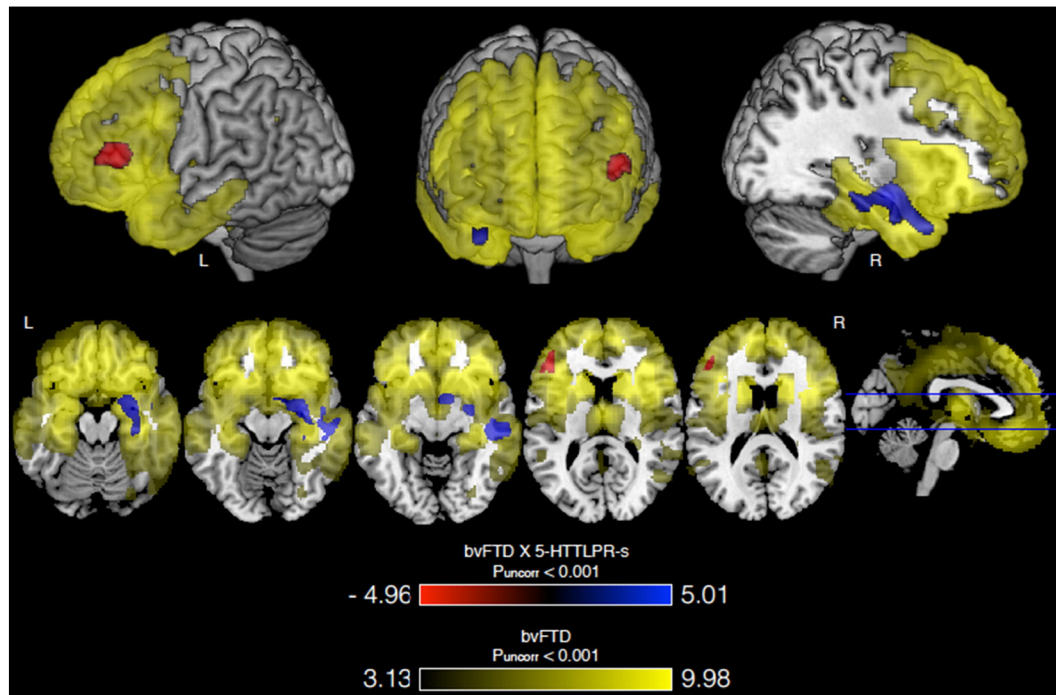 L
R
L
R
bvFTD X 5-HTTLPR-s
Puncorr < 0.001
- 4.96 5.01
bvFTD
Puncorr < 0.001
3.13 9.98